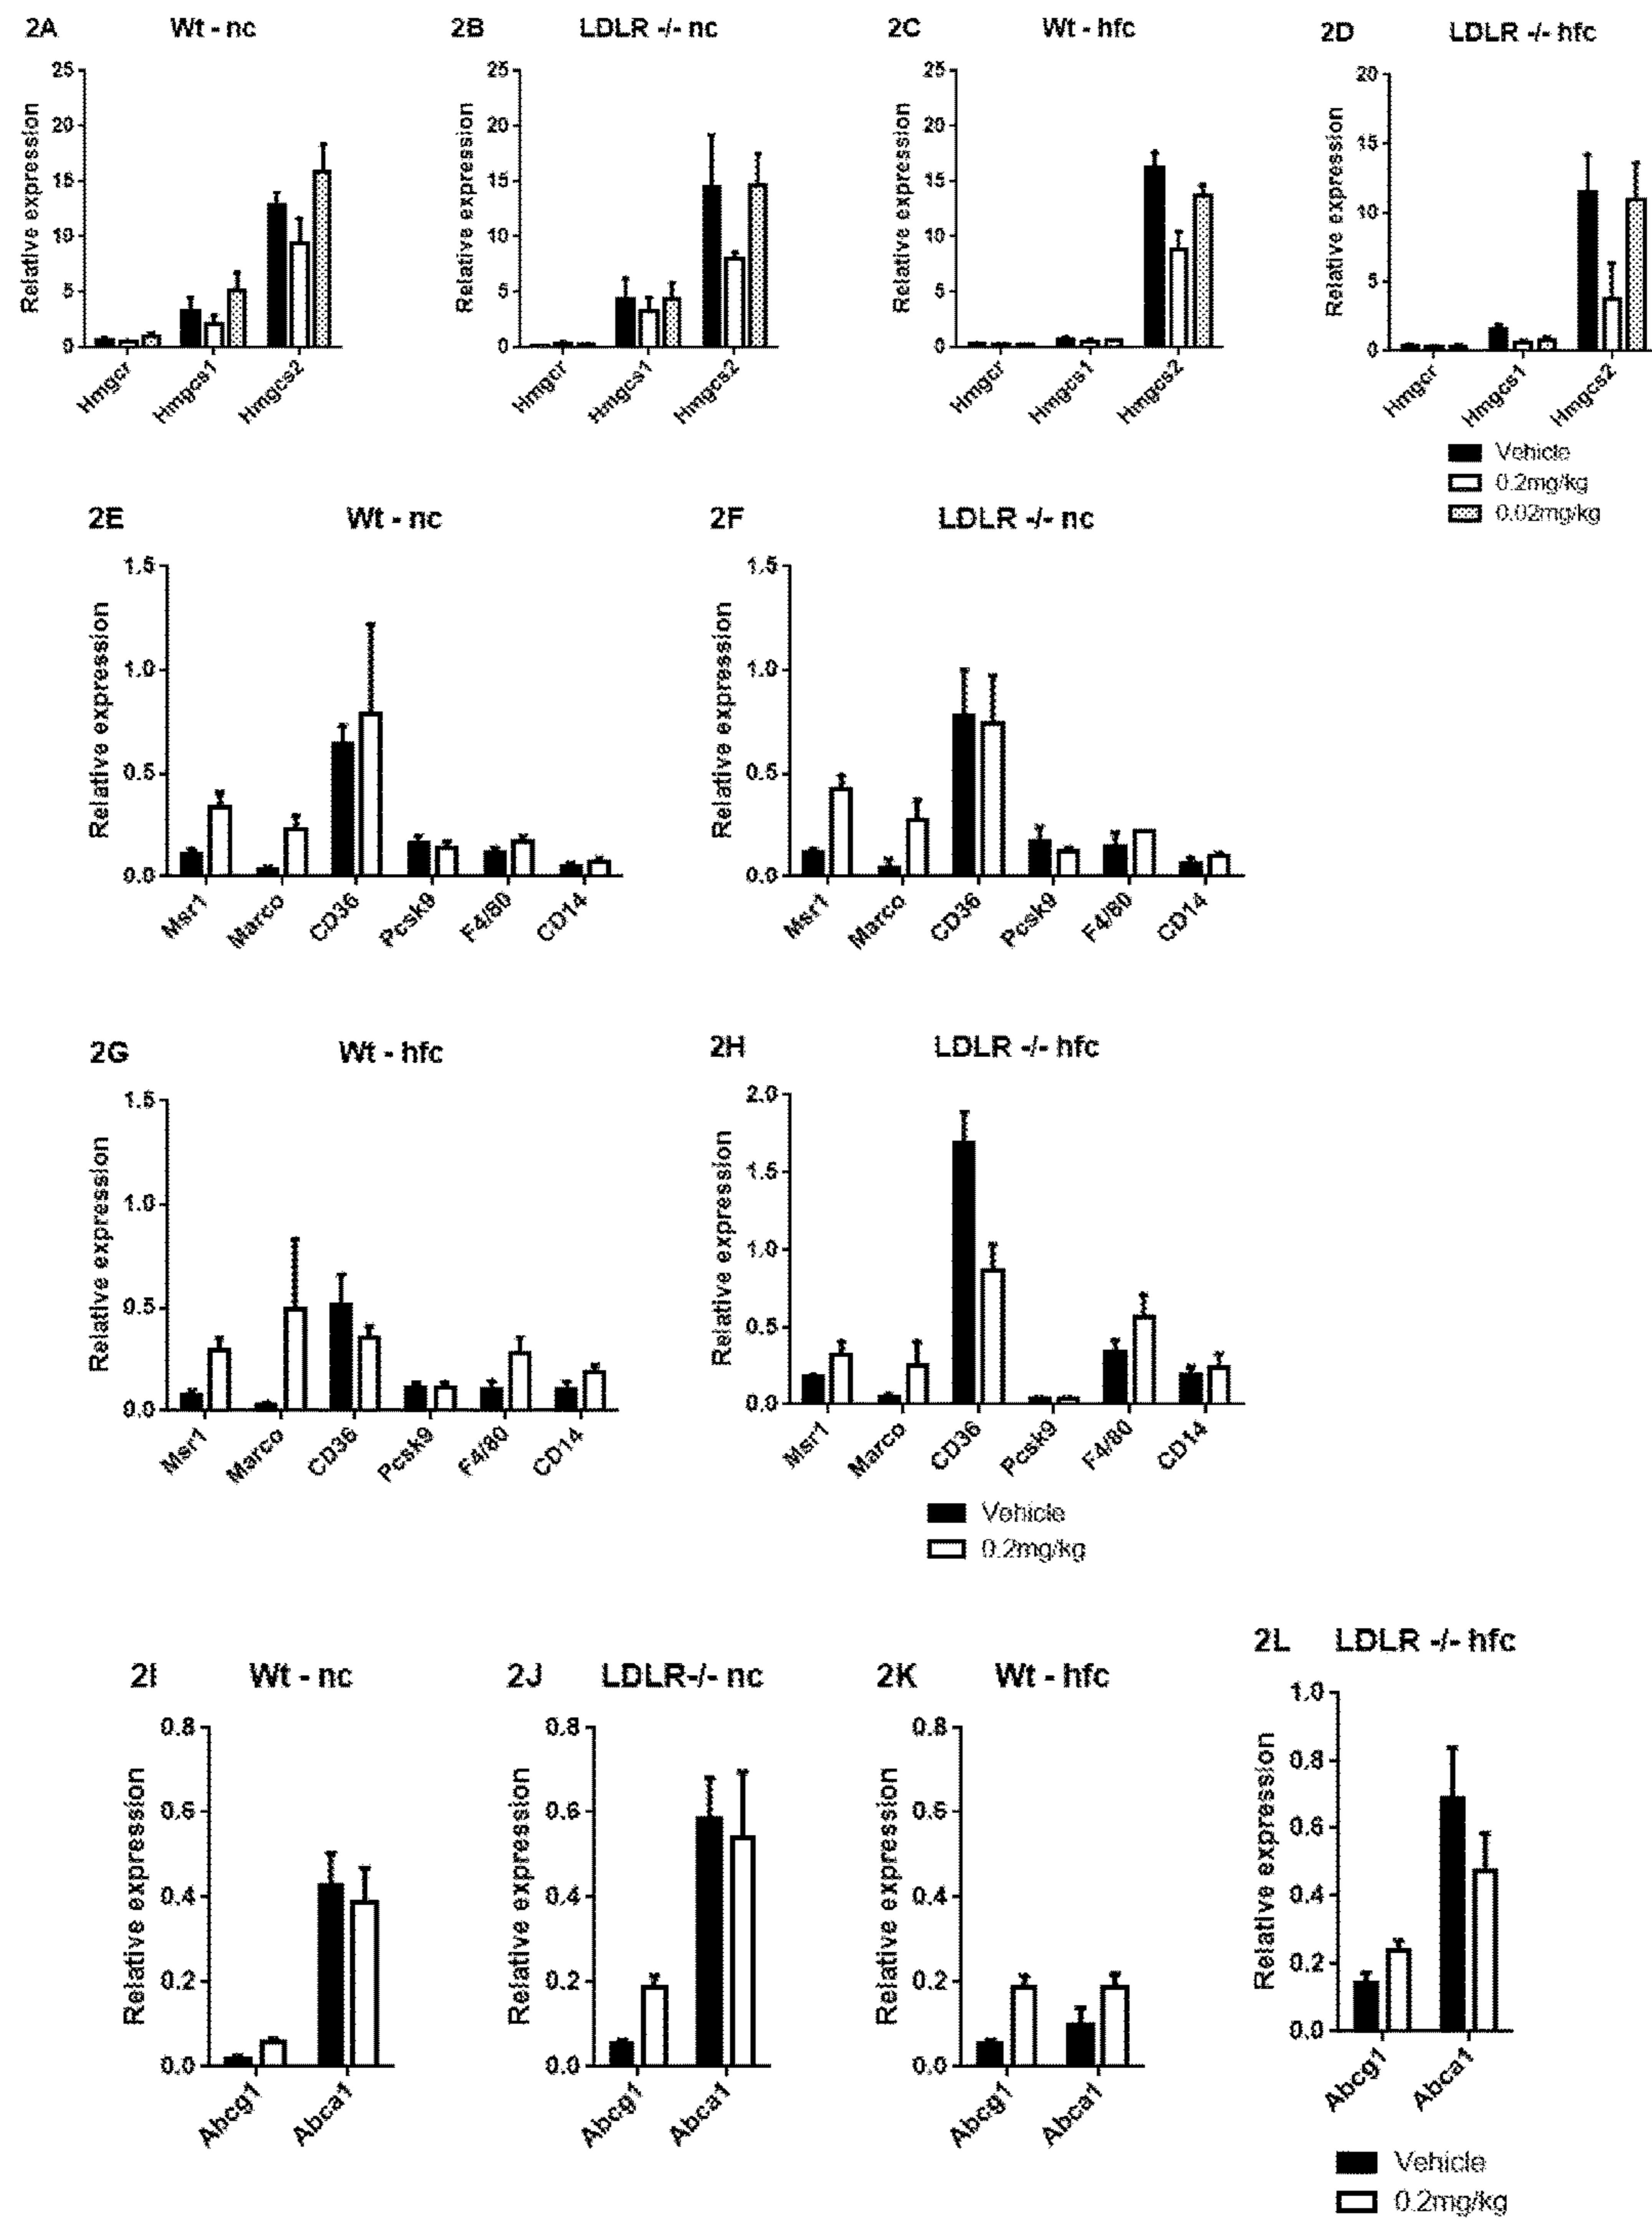 2A Wt - nc
Relative expression
25
20
15
10
5
0
Hmgcr
Hmgcs1
Hmgcs2
2B LDLR -/- nc
Relative expression
25
20
15
10
5
0
Hmgcr
Hmgcs1
Hmgcs2
2C Wt - hfc
Relative expression
25
20
15
10
5
0
Hmgcr
Hmgcs1
Hmgcs2
2D LDLR -/- hfc
Relative expression
20
15
10
5
0
Hmgcr
Hmgcs1
Hmgcs2
Vehicle
0.2mg/kg
0.02mg/kg
2E Wt - nc
Relative expression
1.5
1.0
0.5
0.0
Msr1
Marco
CD36
Pcsk9
F4/80
CD14
2F LDLR -/- nc
Relative expression
1.5
1.0
0.5
0.0
Msr1
Marco
CD36
Pcsk9
F4/80
CD14
2G Wt - hfc
Relative expression
1.5
1.0
0.5
0.0
Msr1
Marco
CD36
Pcsk9
F4/80
CD14
2H LDLR -/- hfc
Relative expression
2.0
1.5
1.0
0.5
0.0
Msr1
Marco
CD36
Pcsk9
F4/80
CD14
Vehicle
0.2mg/kg
2I Wt - nc
Relative expression
0.8
0.6
0.4
0.2
0.0
Abcg1
Abca1
2J LDLR-/- nc
Relative expression
0.8
0.6
0.4
0.2
0.0
Abcg1
Abca1
2K Wt - hfc
Relative expression
0.8
0.6
0.4
0.2
0.0
Abcg1
Abca1
2L LDLR -/- hfc
Relative expression
1.0
0.8
0.6
0.4
0.2
0.0
Abcg1
Abca1
Vehicle
0.2mg/kg